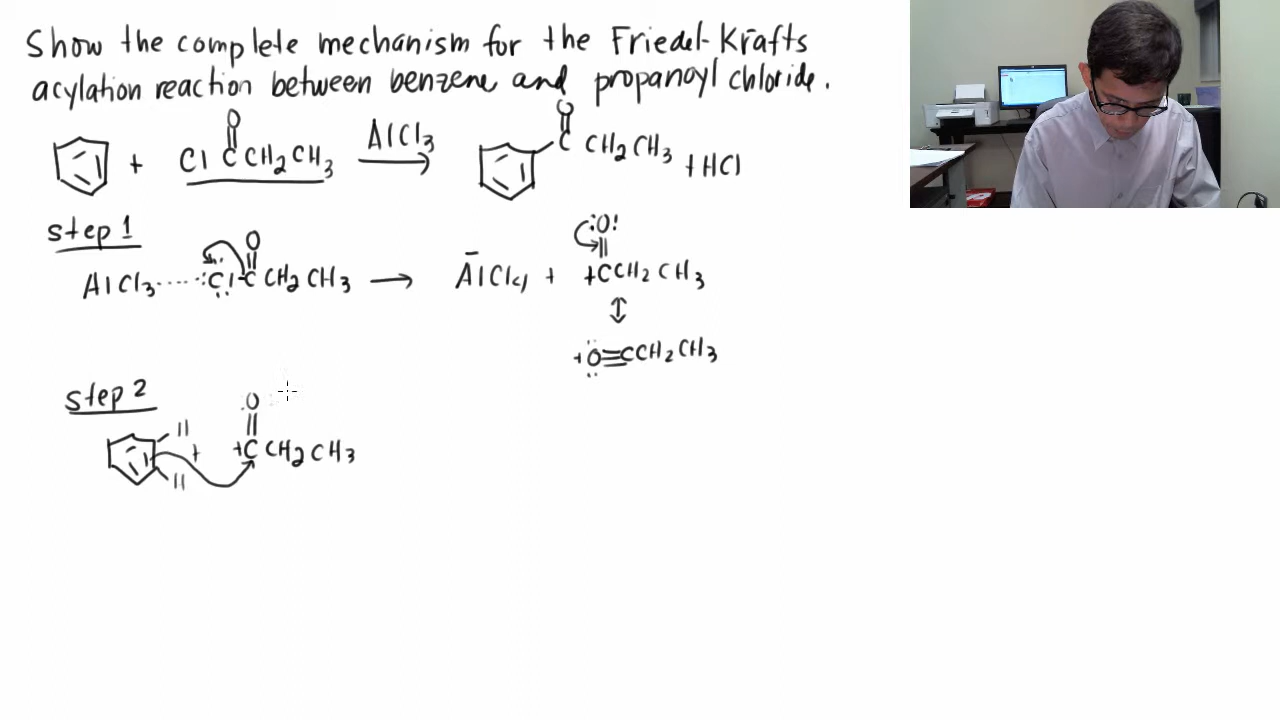 Show the complete mechanism for the Friedel-Krafts
acylation reaction between benzene and propanoyl chloride.
+ Cl C CH2CH3 AlCl3 C CH2CH3 + HCl
O O
step 1
O :O:
AlCl3 ..... :Cl-C CH2CH3 → AlCl4 + +CCH2CH3
+O≡CCH2CH3
step 2
O
H
+ +C CH2CH3
H